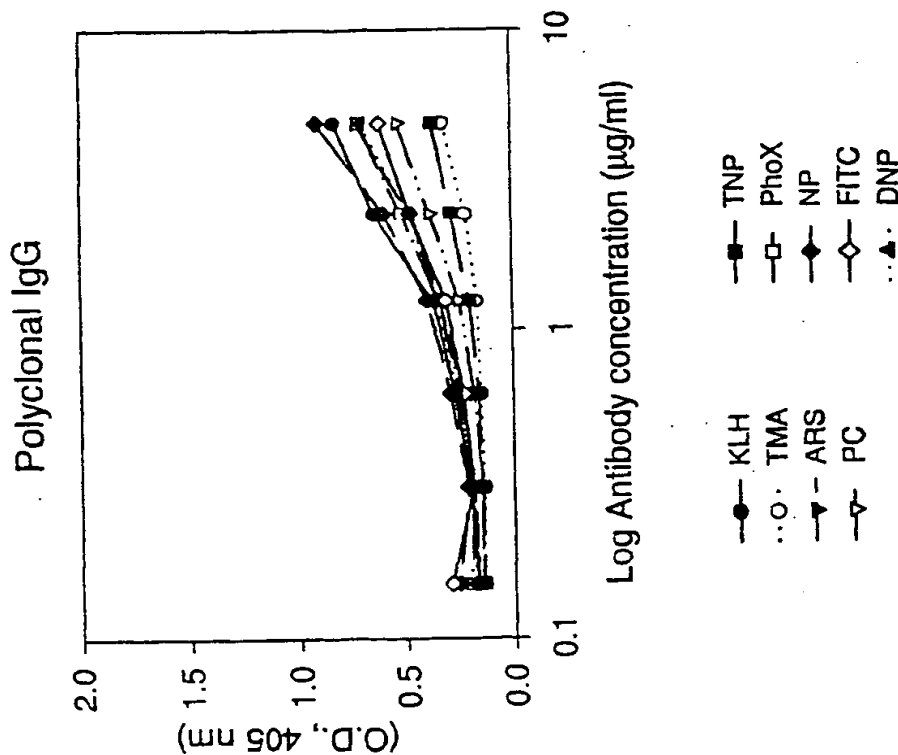 Polyclonal IgG
(O.D., 405 nm)
2.0
1.5
1.0
0.5
0.0
0.1
1
10
Log Antibody concentration (µg/ml)
KLH
TMA
ARS
PC
TNP
PhoX
NP
FITC
DNP